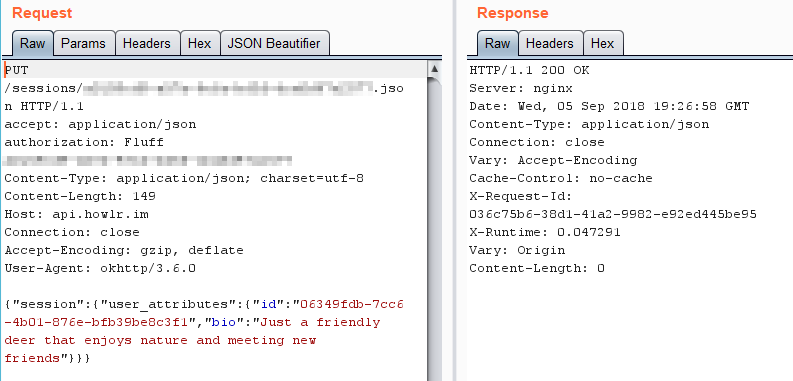 Request
Raw Params Headers Hex JSON Beautifier
PUT
/sessions/ .jso
n HTTP/1.1
accept: application/json
authorization: Fluff
Content-Type: application/json; charset=utf-8
Content-Length: 149
Host: api.howlr.im
Connection: close
Accept-Encoding: gzip, deflate
User-Agent: okhttp/3.6.0
{"session":{"user_attributes":{"id":"06349fdb-7cc6
-4b01-876e-bfb39be8c3f1","bio":"Just a friendly
deer that enjoys nature and meeting new
friends"}}}
Response
Raw Headers Hex
HTTP/1.1 200 OK
Server: nginx
Date: Wed, 05 Sep 2018 19:26:58 GMT
Content-Type: application/json
Connection: close
Vary: Accept-Encoding
Cache-Control: no-cache
X-Request-Id:
036c75b6-38d1-41a2-9982-e92ed445be95
X-Runtime: 0.047291
Vary: Origin
Content-Length: 0